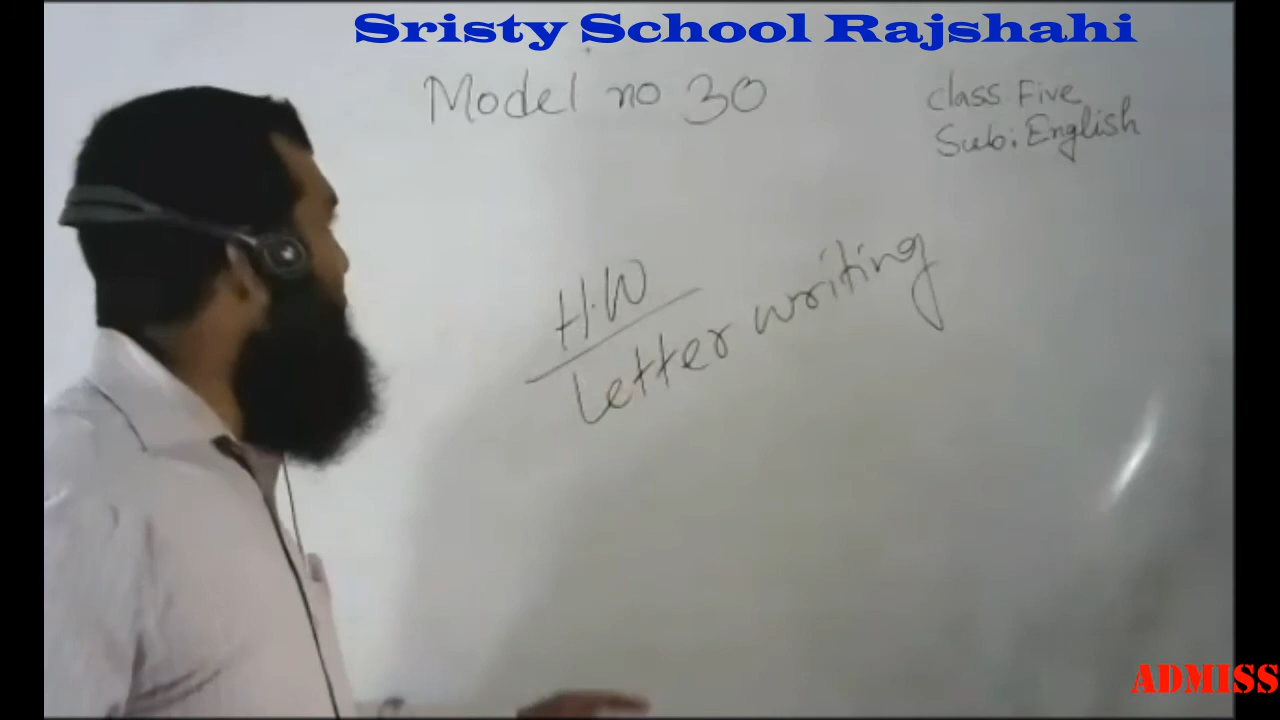 Sristy School Rajshahi
Model no 30
class Five
Sub: English
H.W
Letter writing
ADMISS